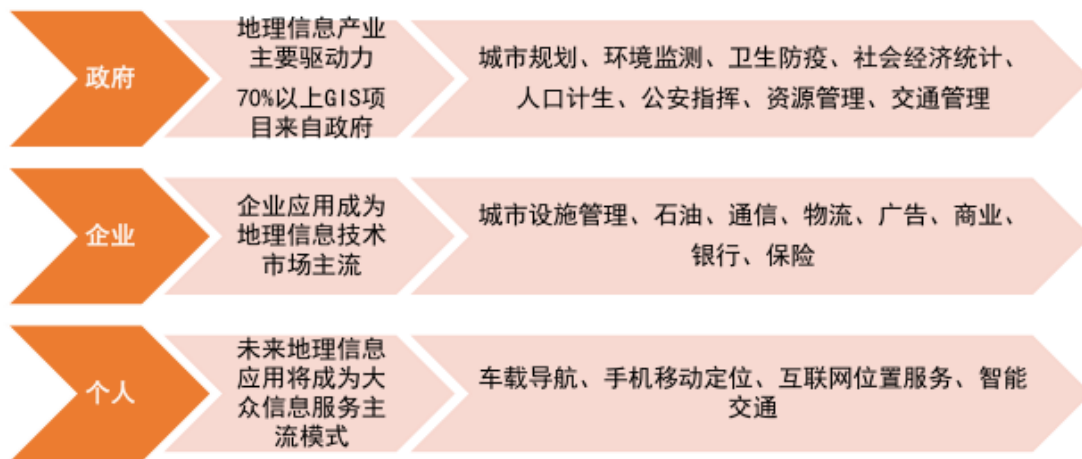 政府
地理信息产业
主要驱动力
70%以上GIS项
目来自政府
城市规划、环境监测、卫生防疫、社会经济统计、
人口计生、公安指挥、资源管理、交通管理
企业
企业应用成为
地理信息技术
市场主流
城市设施管理、石油、通信、物流、广告、商业、
银行、保险
个人
未来地理信息
应用将成为大
众信息服务主
流模式
车载导航、手机移动定位、互联网位置服务、智能
交通